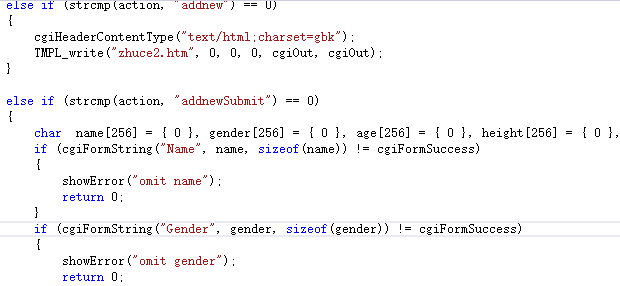 else if (strcmp(action, "addnew") == 0)
{
cgiHeaderContentType("text/html;charset=gbk");
TMPL_write("zhuce2.htm", 0, 0, 0, cgiOut, cgiOut);
}
else if (strcmp(action, "addnewSubmit") == 0)
{
char name[256] = { 0 }, gender[256] = { 0 }, age[256] = { 0 }, height[256] = { 0 },
if (cgiFormString("Name", name, sizeof(name)) != cgiFormSuccess)
{
showError("omit name");
return 0;
}
if (cgiFormString("Gender", gender, sizeof(gender)) != cgiFormSuccess)
{
showError("omit gender");
return 0;